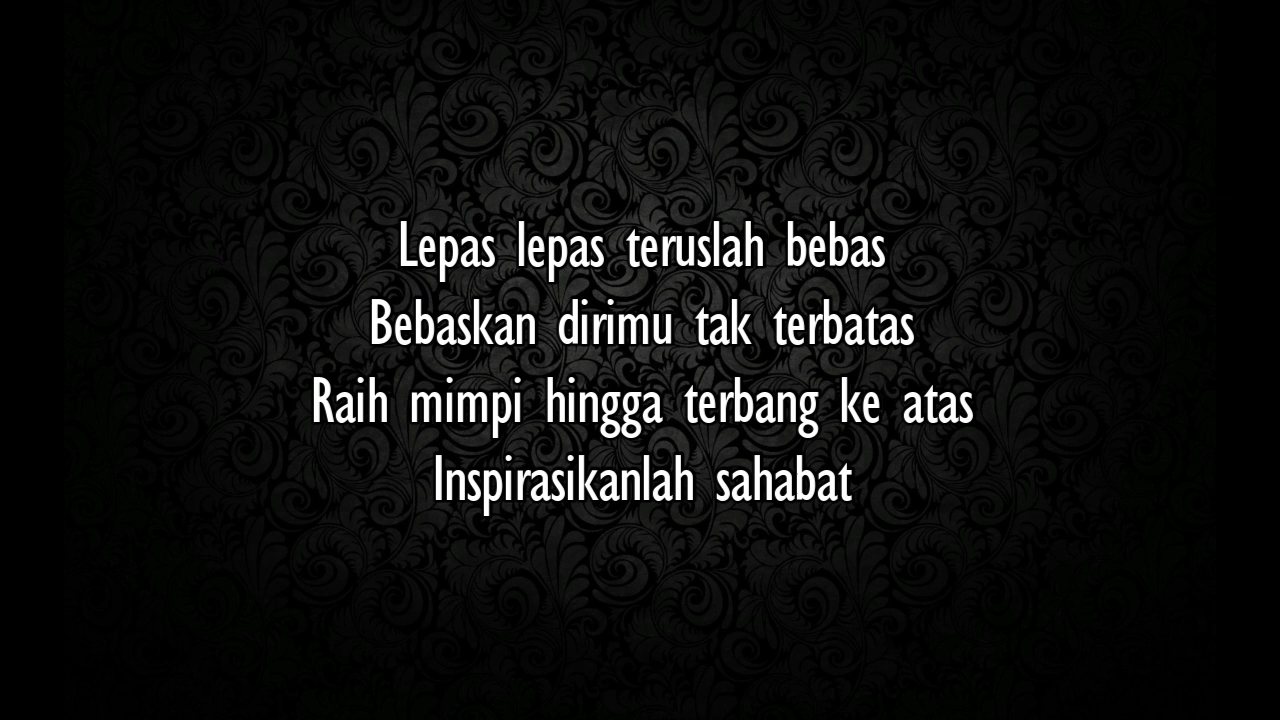 Lepas lepas teruslah bebas
Bebaskan dirimu tak terbatas
Raih mimpi hingga terbang ke atas
Inspirasikanlah sahabat